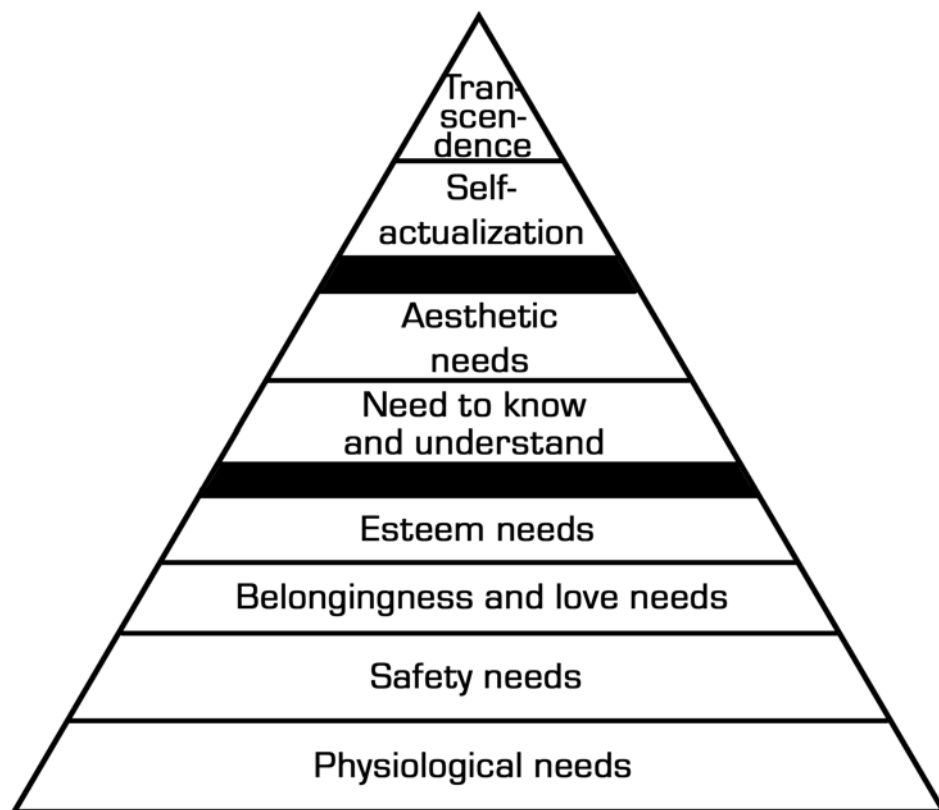 Tran-
scen-
dence
Self-
actualization
Aesthetic
needs
Need to know
and understand
Esteem needs
Belongingness and love needs
Safety needs
Physiological needs